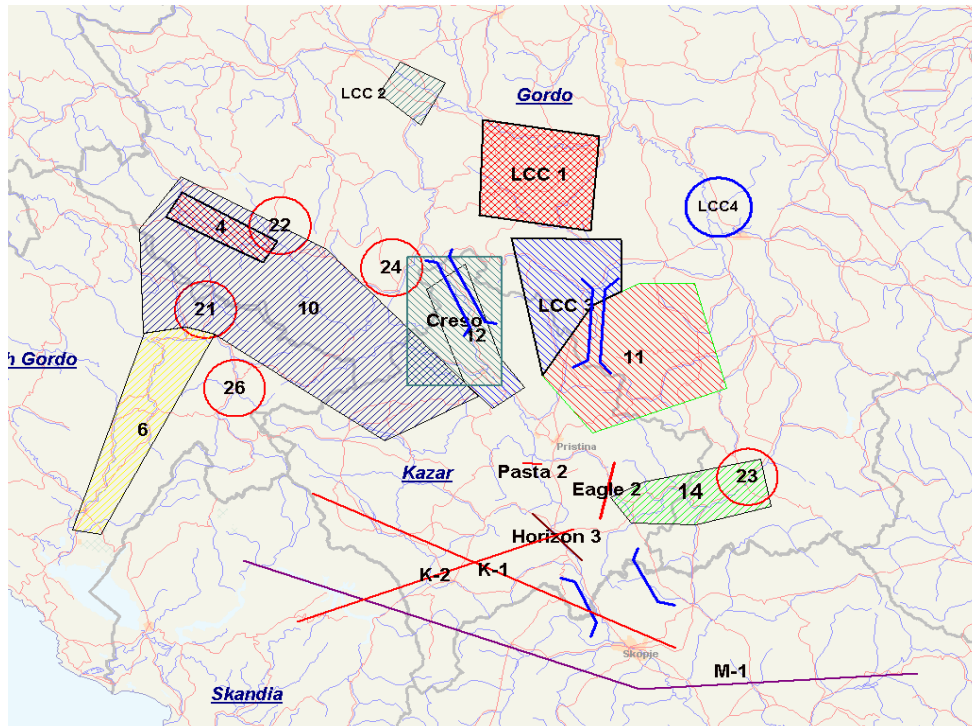 LCC 2
Gordo
LCC 1
LCC4
4
22
24
21
10
LCC 3
Creso
12
11
h Gordo
26
6
Pristina
Kazar
Pasta 2
Eagle 2
14
23
Horizon 3
K-2
K-1
Skopje
M-1
Skandia